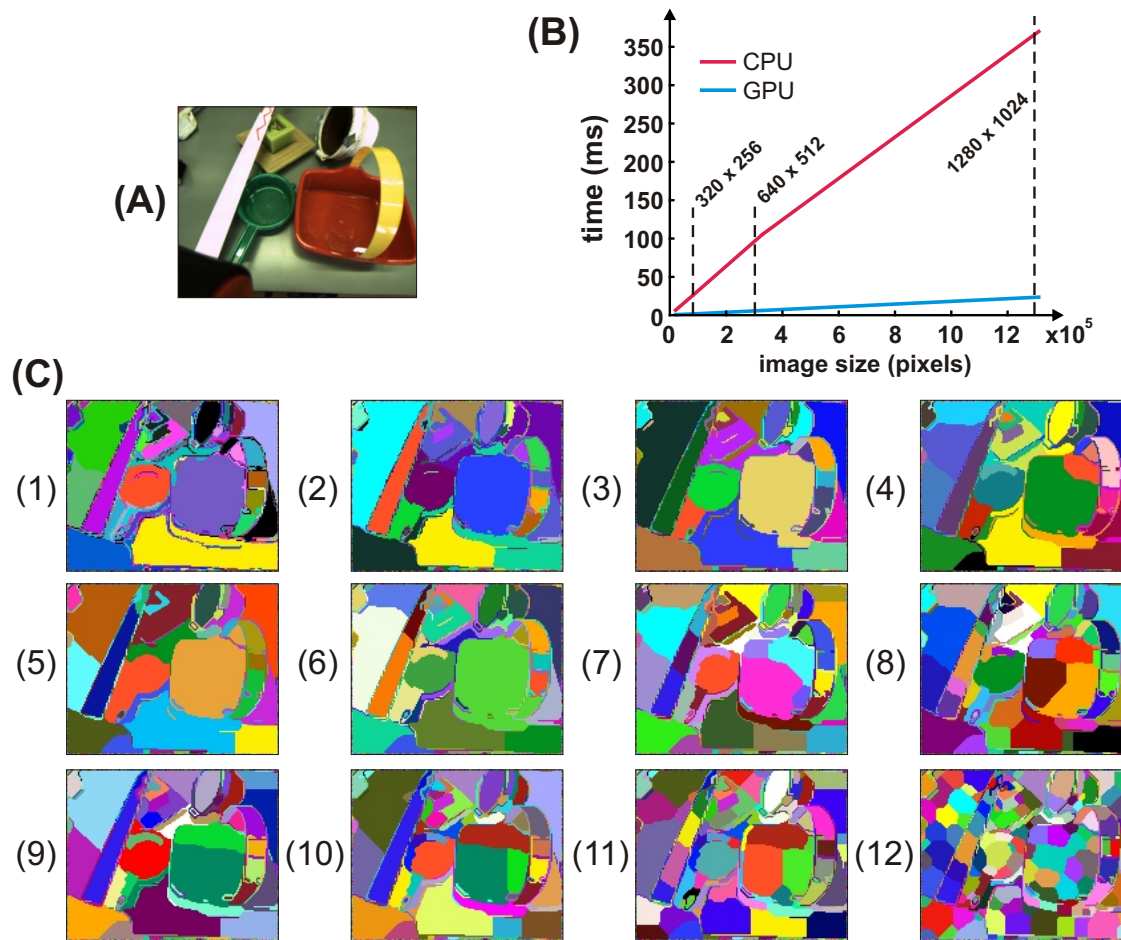 (A)
(B)
time (ms)
350
300
250
200
150
100
50
0
CPU
GPU
320 x 256
640 x 512
1280 x 1024
0 2 4 6 8 10 12 x10^5
image size (pixels)
(C)
(1) (2) (3) (4)
(5) (6) (7) (8)
(9) (10) (11) (12)